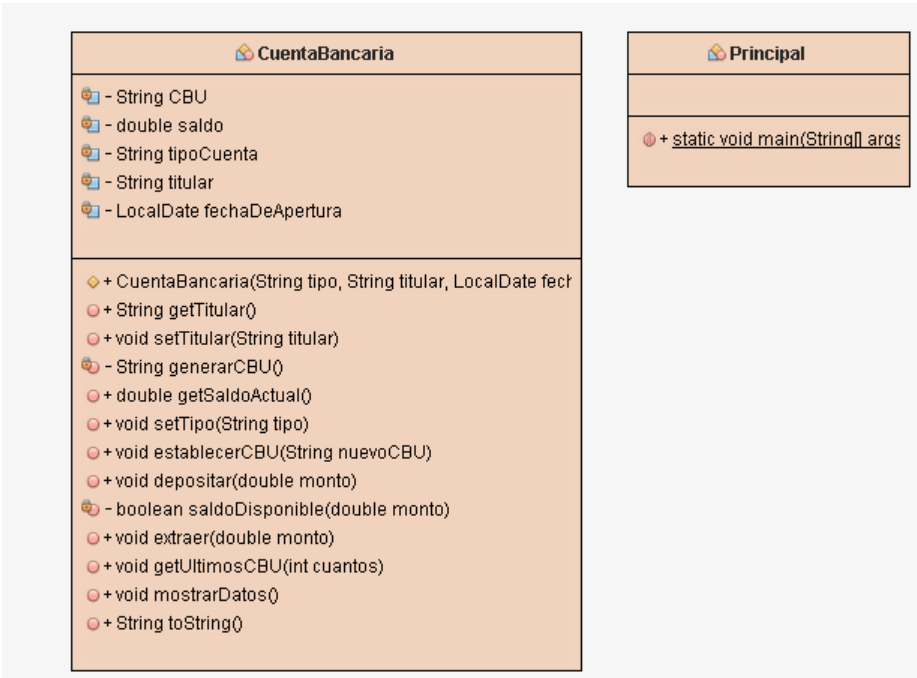 CuentaBancaria
- String CBU
- double saldo
- String tipoCuenta
- String titular
- LocalDate fechaDeApertura
+ CuentaBancaria(String tipo, String titular, LocalDate fech
+ String getTitular()
+ void setTitular(String titular)
- String generarCBU()
+ double getSaldoActual()
+ void setTipo(String tipo)
+ void establecerCBU(String nuevoCBU)
+ void depositar(double monto)
- boolean saldoDisponible(double monto)
+ void extraer(double monto)
+ void getUltimosCBU(int cuantos)
+ void mostrarDatos()
+ String toString()
Principal
+ static void main(String[] args